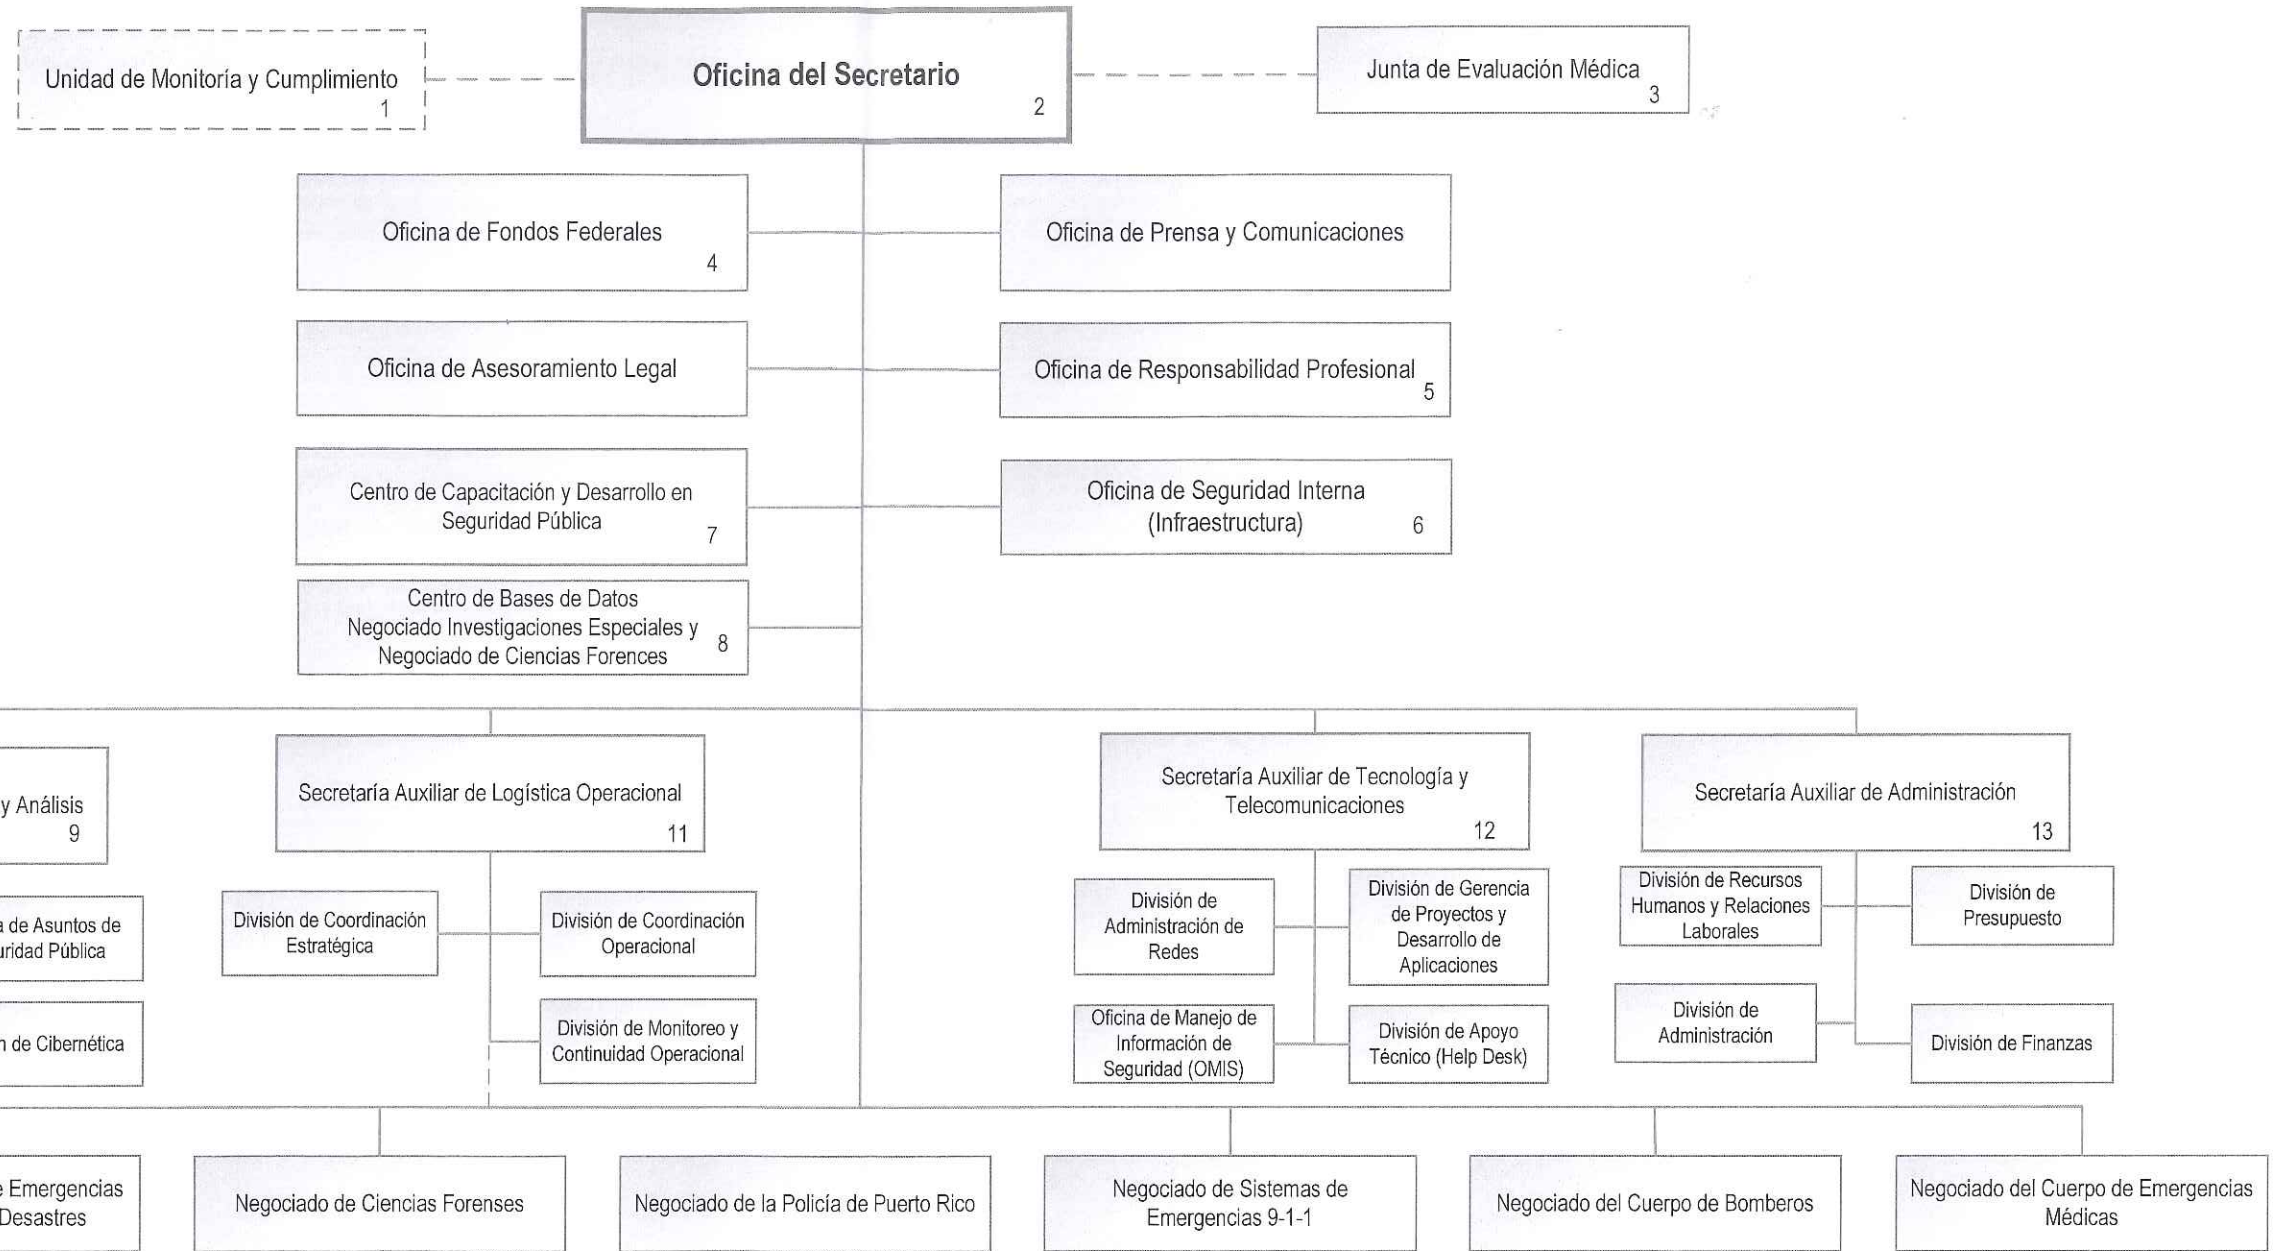 Unidad de Monitoría y Cumplimiento
1
Oficina del Secretario
2
Junta de Evaluación Médica
3
Oficina de Fondos Federales
4
Oficina de Prensa y Comunicaciones
Oficina de Asesoramiento Legal
Oficina de Responsabilidad Profesional
5
Centro de Capacitación y Desarrollo en
Seguridad Pública
7
Oficina de Seguridad Interna
(Infraestructura)
6
Centro de Bases de Datos
Negociado Investigaciones Especiales y
Negociado de Ciencias Forences
8
y Análisis
9
Secretaría Auxiliar de Logística Operacional
11
Secretaría Auxiliar de Tecnología y
Telecomunicaciones
12
Secretaría Auxiliar de Administración
13
de Asuntos de
Pública
División de Coordinación
Estratégica
División de Coordinación
Operacional
División de
Administración de
Redes
División de Gerencia
de Proyectos y
Desarrollo de
Aplicaciones
División de Recursos
Humanos y Relaciones
Laborales
División de
Presupuesto
de Cibernética
División de Monitoreo y
Continuidad Operacional
Oficina de Manejo de
Información de
Seguridad (OMIS)
División de Apoyo
Técnico (Help Desk)
División de
Administración
División de Finanzas
Emergencias
Desastres
Negociado de Ciencias Forenses
Negociado de la Policía de Puerto Rico
Negociado de Sistemas de
Emergencias 9-1-1
Negociado del Cuerpo de Bomberos
Negociado del Cuerpo de Emergencias
Médicas